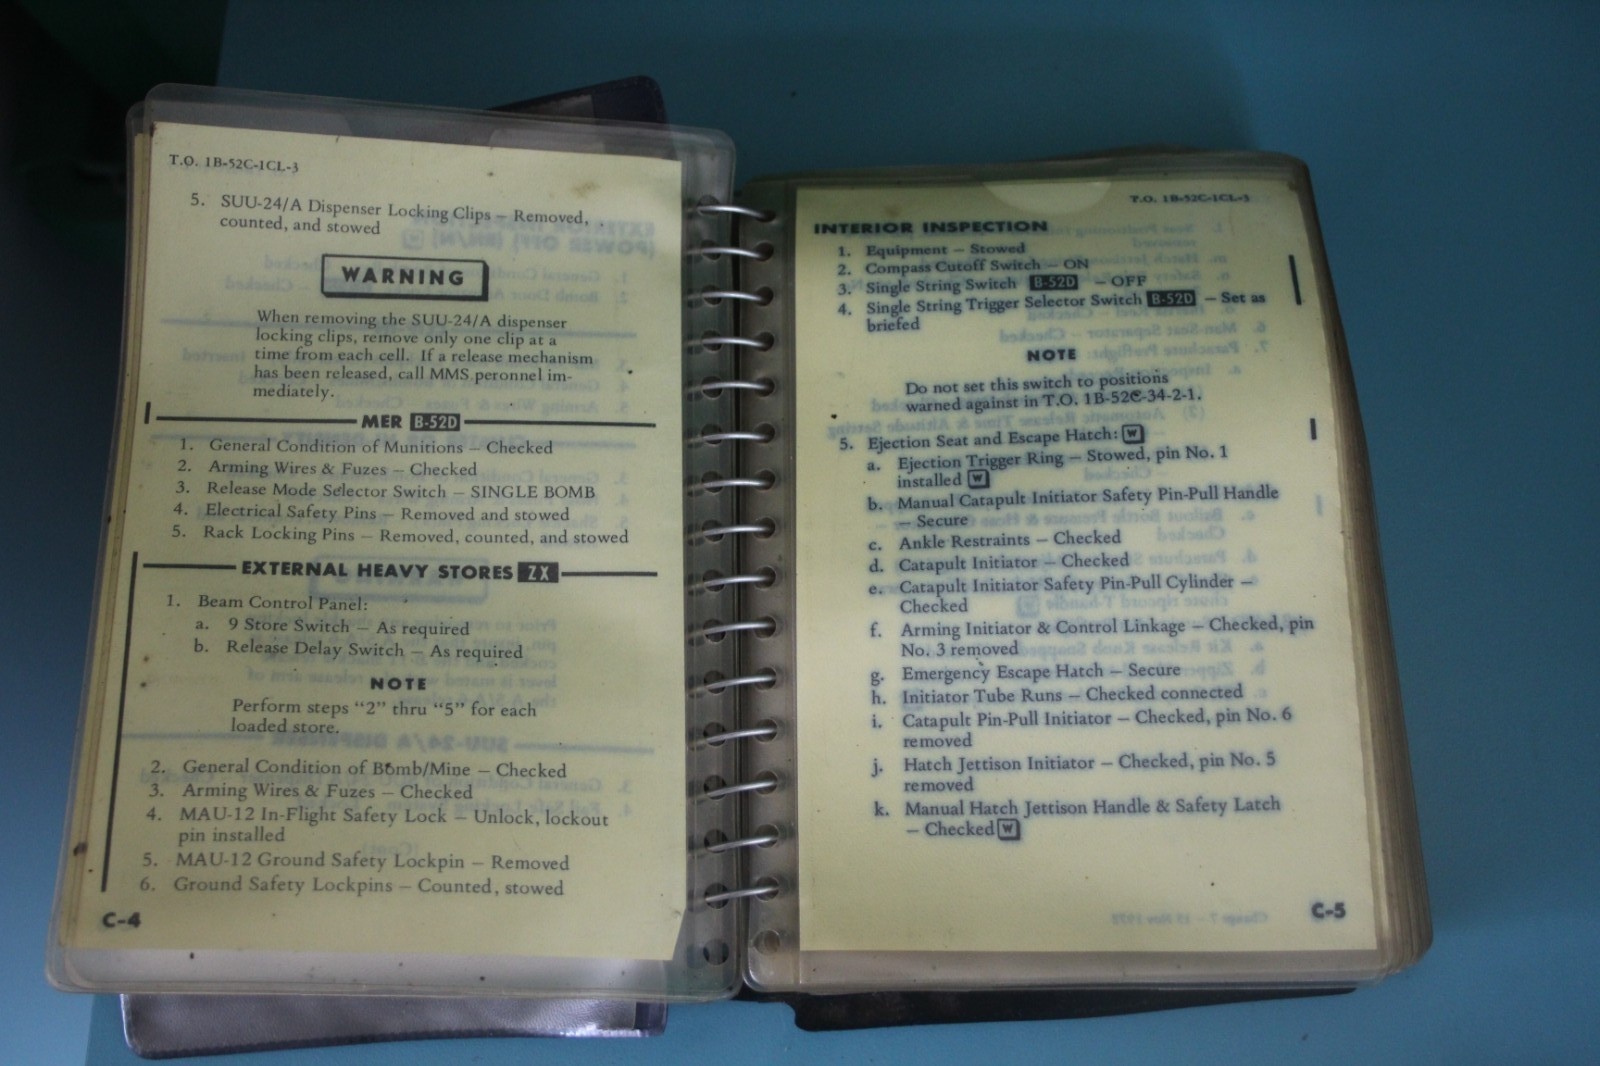 T.O. 1B-52C-1CL-3
5. SUU-24/A Dispenser Locking Clips – Removed,
counted, and stowed
WARNING
When removing the SUU-24/A dispenser
locking clips, remove only one clip at a
time from each cell. If a release mechanism
has been released, call MMS peronnel im-
mediately.
MER B-52D
1. General Condition of Munitions – Checked
2. Arming Wires & Fuzes – Checked
3. Release Mode Selector Switch – SINGLE BOMB
4. Electrical Safety Pins – Removed and stowed
5. Rack Locking Pins – Removed, counted, and stowed
EXTERNAL HEAVY STORES ZX
1. Beam Control Panel:
a. 9 Store Switch – As required
b. Release Delay Switch – As required
NOTE
Perform steps “2” thru “5” for each
loaded store.
2. General Condition of Bomb/Mine – Checked
3. Arming Wires & Fuzes – Checked
4. MAU-12 In-Flight Safety Lock – Unlock, lockout
pin installed
5. MAU-12 Ground Safety Lockpin – Removed
6. Ground Safety Lockpins – Counted, stowed
C-4
T.O. 1B-52C-1CL-3
INTERIOR INSPECTION
1. Equipment – Stowed
2. Compass Cutoff Switch – ON
3. Single String Switch B-52D – OFF
4. Single String Trigger Selector Switch B-52D – Set as
briefed
NOTE
Do not set this switch to positions
warned against in T.O. 1B-52C-34-2-1.
5. Ejection Seat and Escape Hatch: W
a. Ejection Trigger Ring – Stowed, pin No. 1
installed W
b. Manual Catapult Initiator Safety Pin-Pull Handle
– Secure
c. Ankle Restraints – Checked
d. Catapult Initiator – Checked
e. Catapult Initiator Safety Pin-Pull Cylinder –
Checked
f. Arming Initiator & Control Linkage – Checked, pin
No. 3 removed
g. Emergency Escape Hatch – Secure
h. Initiator Tube Runs – Checked connected
i. Catapult Pin-Pull Initiator – Checked, pin No. 6
removed
j. Hatch Jettison Initiator – Checked, pin No. 5
removed
k. Manual Hatch Jettison Handle & Safety Latch
– Checked W
C-5